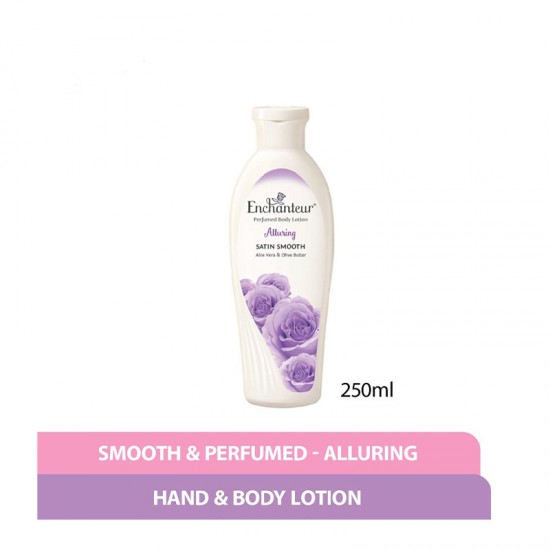 Enchanteur®
Perfumed Body Lotion
Alluring
SATIN SMOOTH
Aloe Vera & Olive Butter
250ml
SMOOTH & PERFUMED - ALLURING
HAND & BODY LOTION